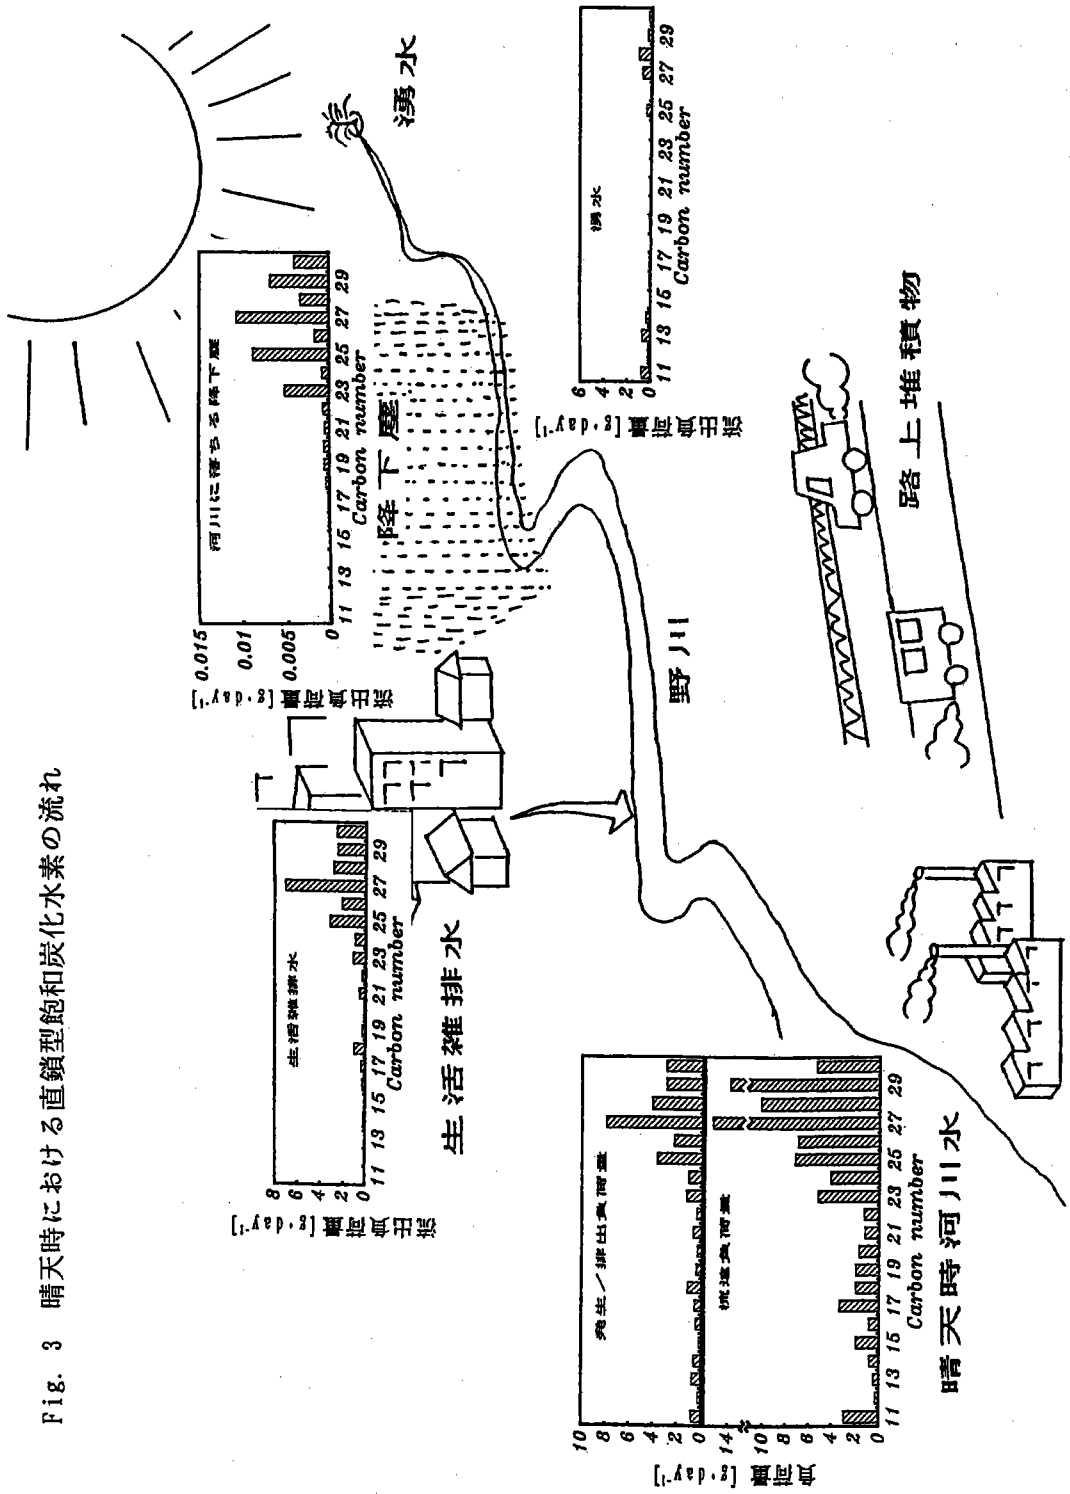 Fig. 3 晴天時における直鎖型飽和炭化水素の流れ
流出負荷量 [g・day⁻¹]
8
6
4
2
0
生活雑排水
11 13 15 17 19 21 23 25 27 29
Carbon number
生活雑排水
流出負荷量 [g・day⁻¹]
0.015
0.01
0.005
0
河川に落ちる降下塵
11 13 15 17 19 21 23 25 27 29
Carbon number
降下塵
湧水
流出負荷量 [g・day⁻¹]
6
4
2
0
湧水
11 13 15 17 19 21 23 25 27 29
Carbon number
野川
路上堆積物
負荷量 [g・day⁻¹]
10
8
6
4
2
0
発生/排出負荷量
14
10
8
6
4
2
0
流達負荷量
11 13 15 17 19 21 23 25 27 29
Carbon number
晴天時河川水